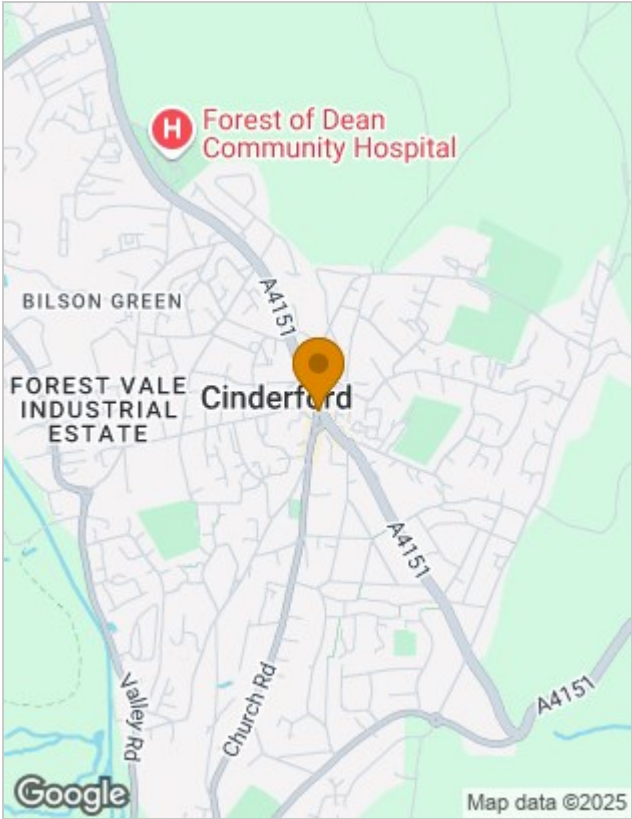 H
Forest of Dean
Community Hospital
A4151
BILSON GREEN
FOREST VALE
INDUSTRIAL
ESTATE
Cinderford
A4151
A4151
Valley Rd
Church Rd
Google
Map data ©2025